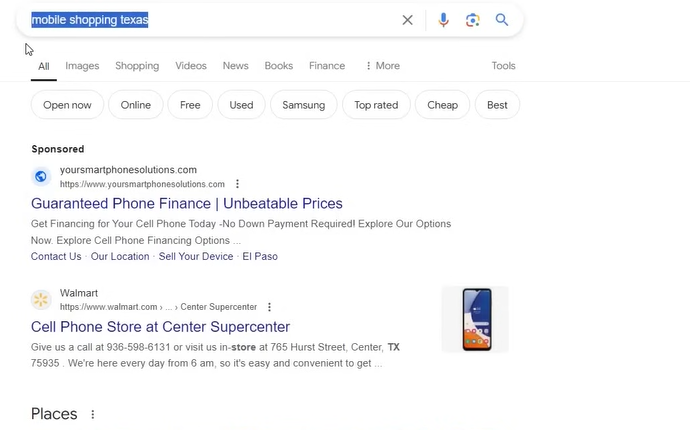 mobile shopping texas
All Images Shopping Videos News Books Finance More Tools
Open now Online Free Used Samsung Top rated Cheap Best
Sponsored
yoursmartphonesolutions.com
https://www.yoursmartphonesolutions.com
Guaranteed Phone Finance | Unbeatable Prices
Get Financing for Your Cell Phone Today -No Down Payment Required! Explore Our Options
Now. Explore Cell Phone Financing Options ...
Contact Us · Our Location · Sell Your Device · El Paso
Walmart
https://www.walmart.com › ... › Center Supercenter
Cell Phone Store at Center Supercenter
Give us a call at 936-598-6131 or visit us in-store at 765 Hurst Street, Center, TX
75935 . We're here every day from 6 am, so it's easy and convenient to get ...
Places